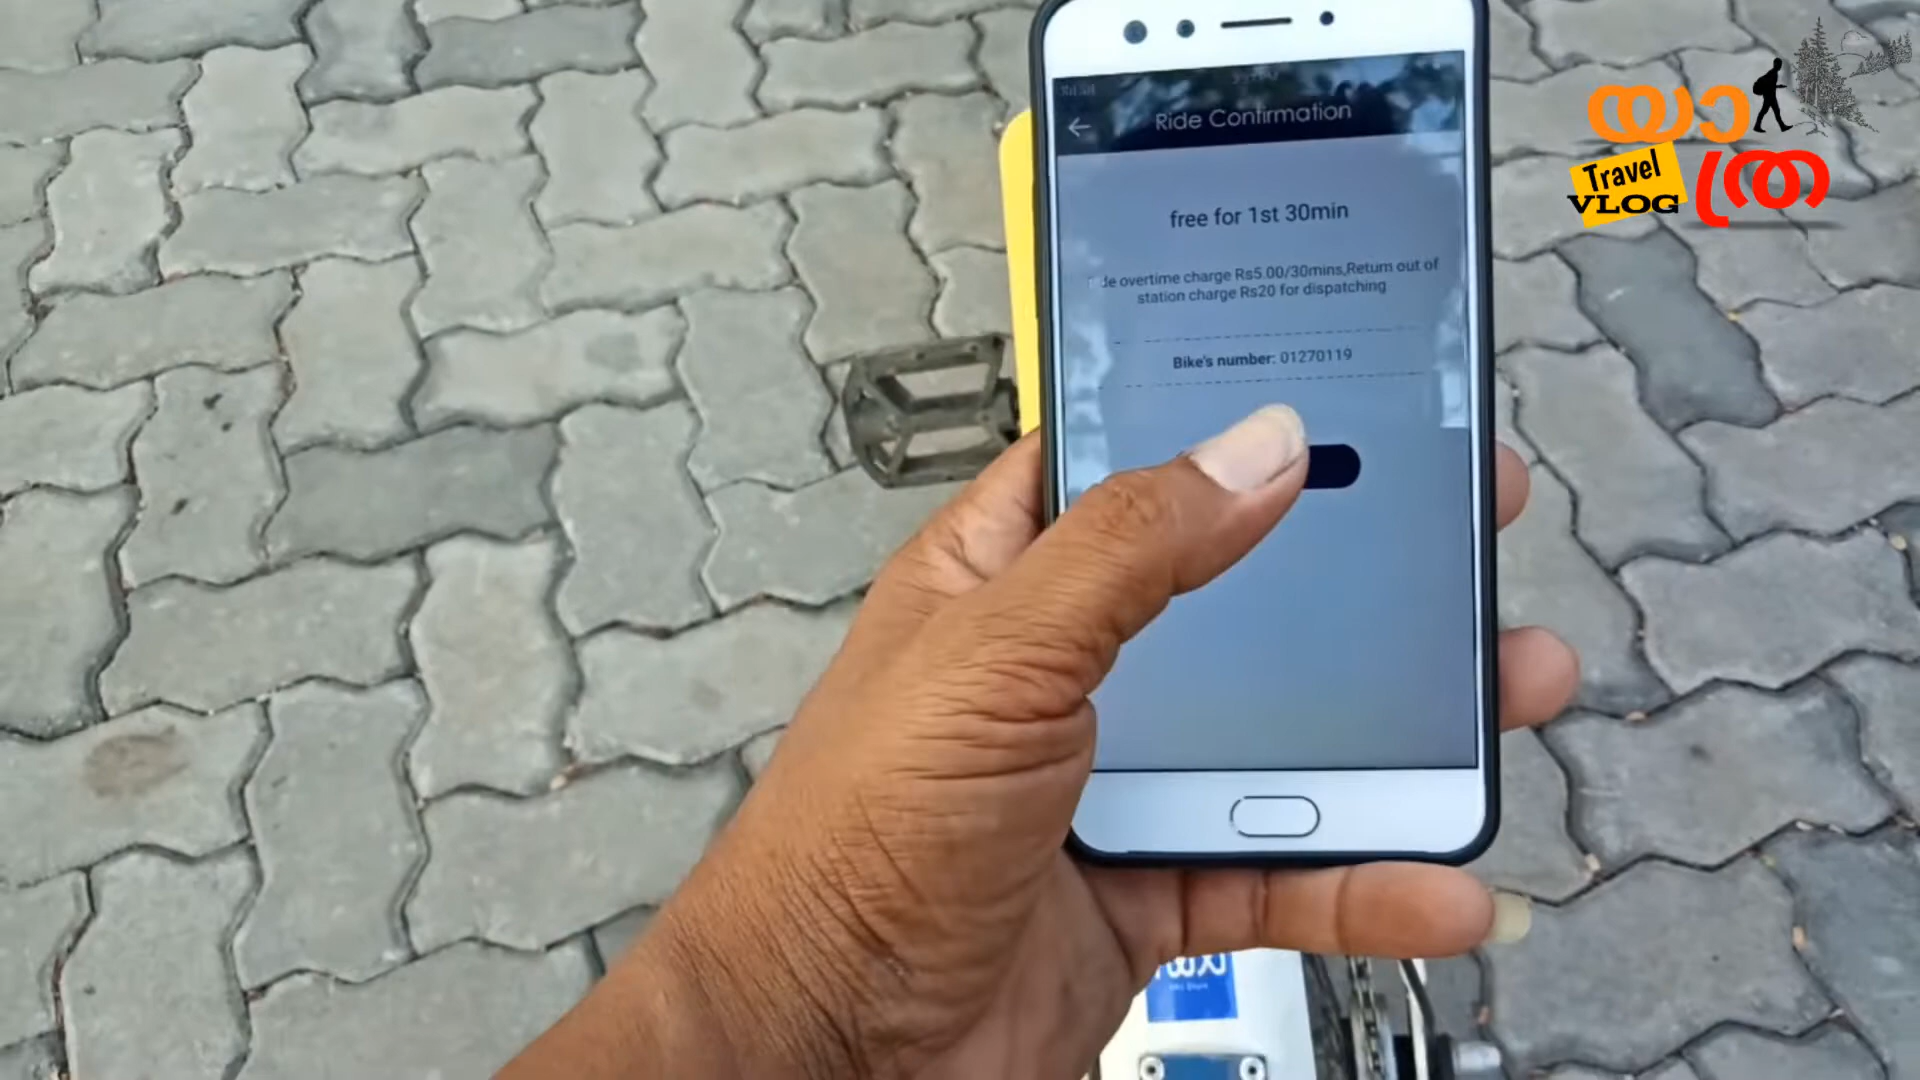 Ride Confirmation
free for 1st 30min
de overtime charge Rs5.00/30mins,Return out of
station charge Rs20 for dispatching
Bike's number: 01270119
യാത്ര
Travel
VLOG